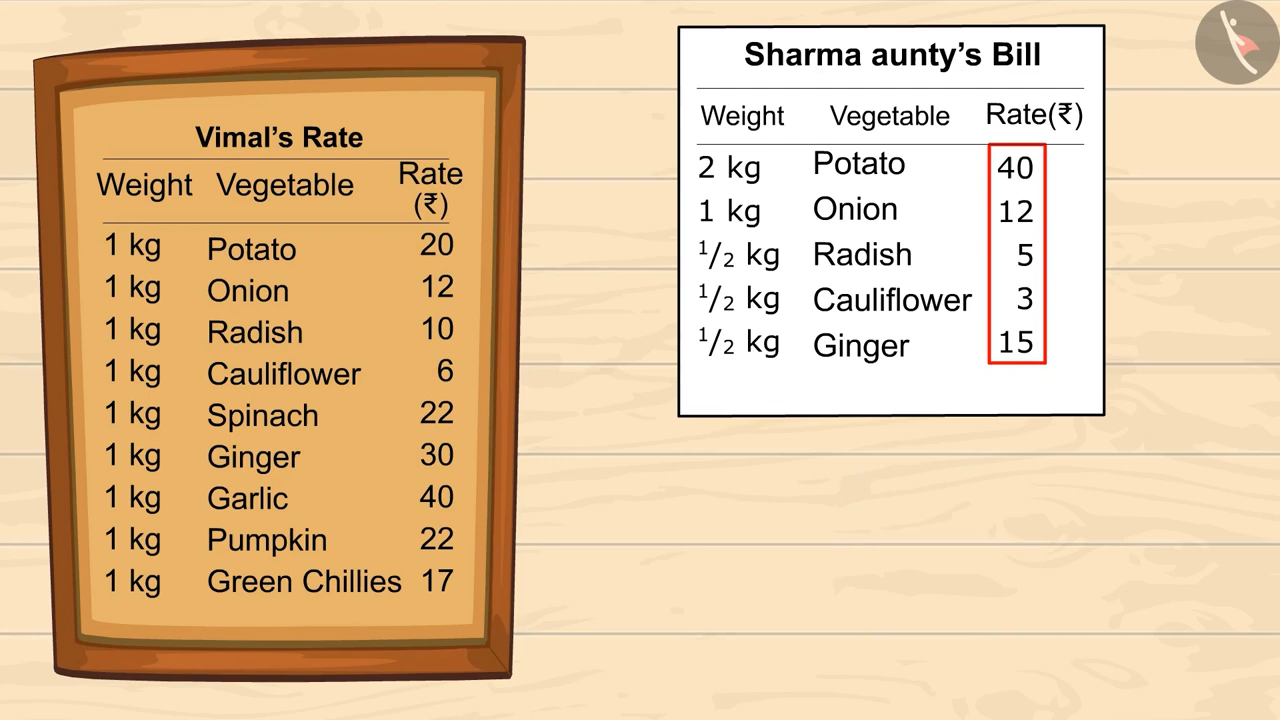 Vimal’s Rate
Weight Vegetable Rate (₹)
1 kg Potato 20
1 kg Onion 12
1 kg Radish 10
1 kg Cauliflower 6
1 kg Spinach 22
1 kg Ginger 30
1 kg Garlic 40
1 kg Pumpkin 22
1 kg Green Chillies 17
Sharma aunty’s Bill
Weight Vegetable Rate(₹)
2 kg Potato 40
1 kg Onion 12
1/2 kg Radish 5
1/2 kg Cauliflower 3
1/2 kg Ginger 15